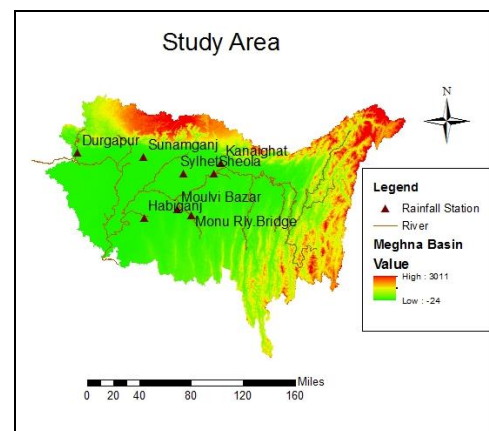 Study Area
N
Durgapur
Sunamganj
Kanaighat
Sylhet
Sheola
Moulvi Bazar
Habiganj
Monu Riv Bridge
Legend
Rainfall Station
River
Meghna Basin
Value
High : 3011
Low : -24
Miles
0 20 40 80 120 160